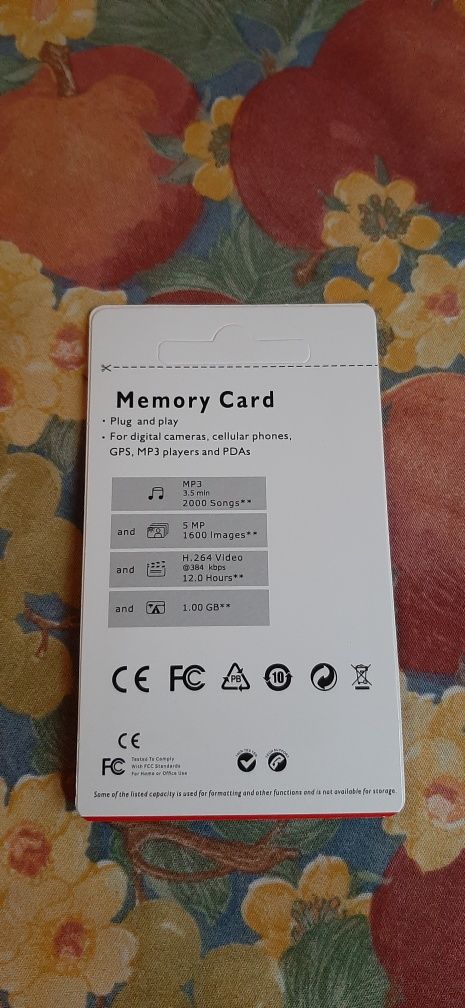 Memory Card
· Plug and play
· For digital cameras, cellular phones,
GPS, MP3 players and PDAs
MP3
3.5 min
2000 Songs**
and
5 MP
1600 Images**
and
H.264 Video
@384 kbps
12.0 Hours**
and
1.00 GB**
CE FC PB 10
CE
FC
Tested To Comply
With FCC Standards
For Home or Office Use
Some of the listed capacity is used for formatting and other functions and is not available for storage.